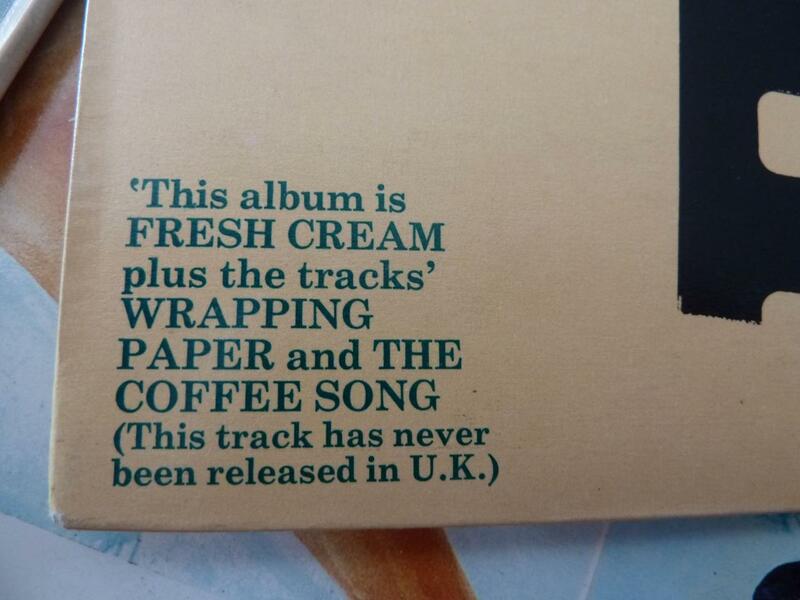 ‛This album is
FRESH CREAM
plus the tracks’
WRAPPING
PAPER and THE
COFFEE SONG
(This track has never
been released in U.K.)